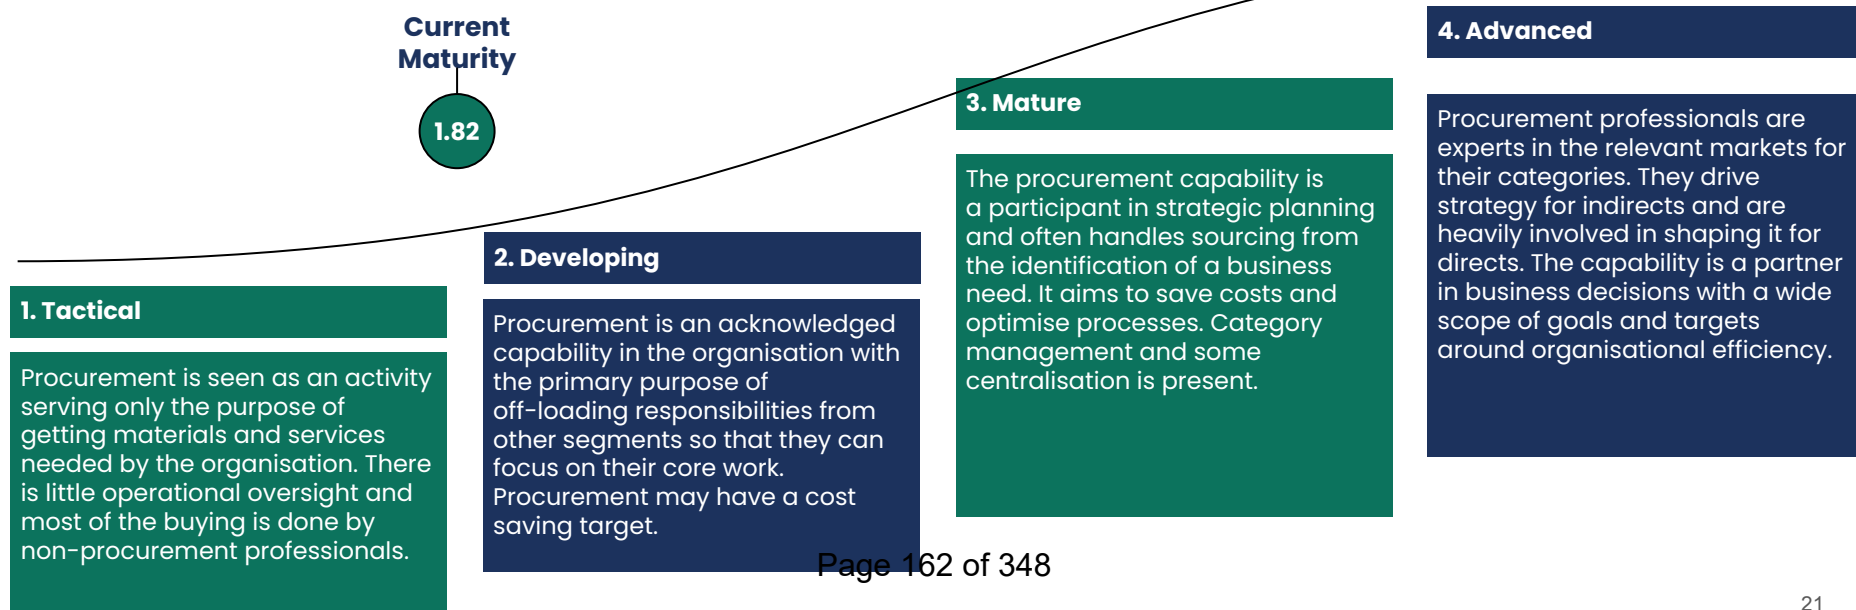 Current
Maturity
1.82
1. Tactical
Procurement is seen as an activity
serving only the purpose of
getting materials and services
needed by the organisation. There
is little operational oversight and
most of the buying is done by
non-procurement professionals.
2. Developing
Procurement is an acknowledged
capability in the organisation with
the primary purpose of
off-loading responsibilities from
other segments so that they can
focus on their core work.
Procurement may have a cost
saving target.
3. Mature
The procurement capability is
a participant in strategic planning
and often handles sourcing from
the identification of a business
need. It aims to save costs and
optimise processes. Category
management and some
centralisation is present.
4. Advanced
Procurement professionals are
experts in the relevant markets for
their categories. They drive
strategy for indirects and are
heavily involved in shaping it for
directs. The capability is a partner
in business decisions with a wide
scope of goals and targets
around organisational efficiency.
Page 162 of 348
21